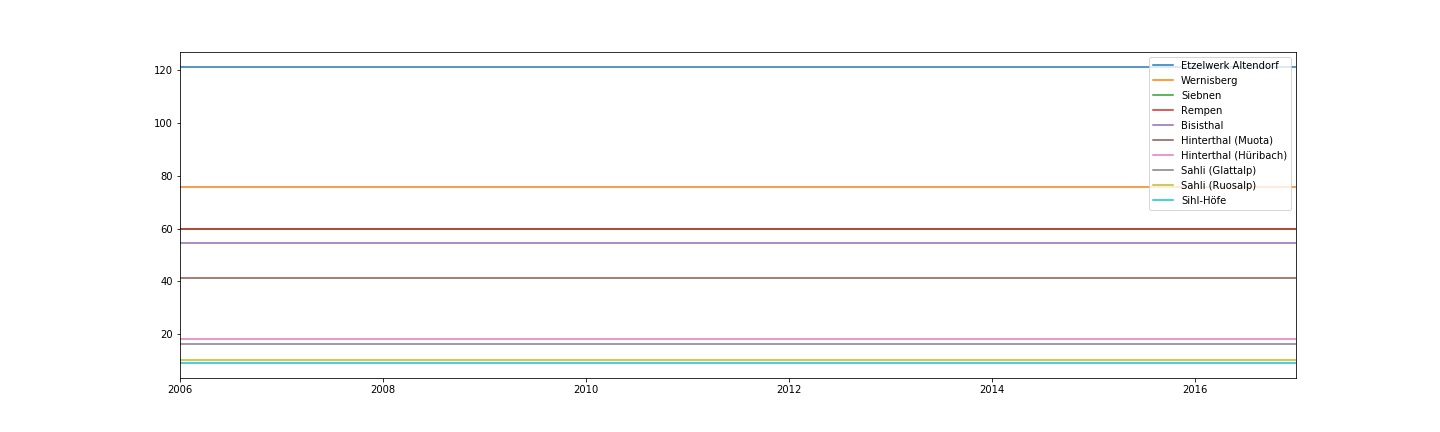 120
100
80
60
40
20
2006 2008 2010 2012 2014 2016
Etzelwerk Altendorf
Wernisberg
Siebnen
Rempen
Bisisthal
Hinterthal (Muota)
Hinterthal (Hüribach)
Sahli (Glattalp)
Sahli (Ruosalp)
Sihl-Höfe